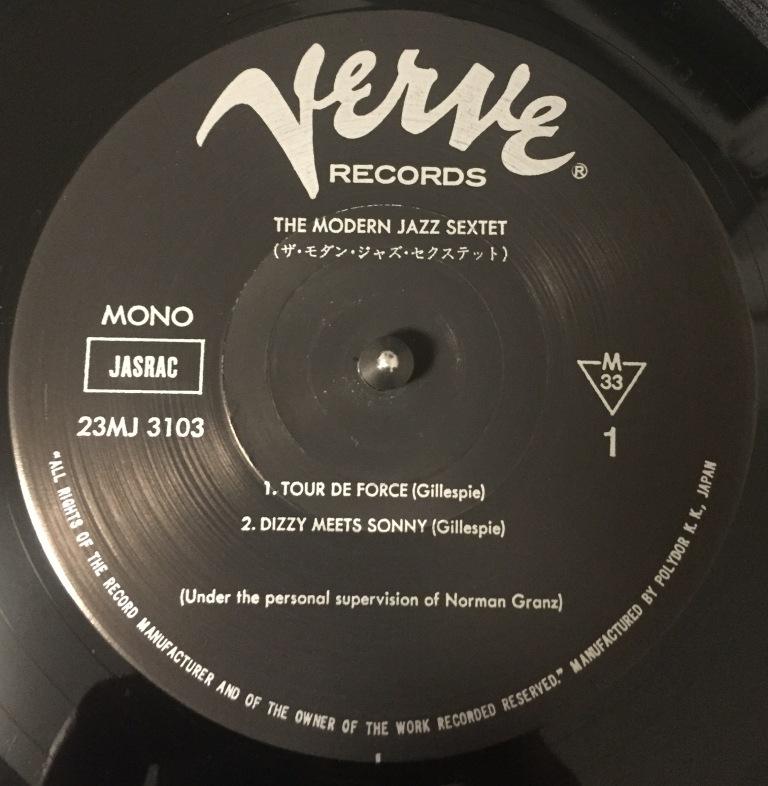 Verve
RECORDS ®
THE MODERN JAZZ SEXTET
(ザ・モダン・ジャズ・セクステット)
MONO
JASRAC
23MJ 3103
M
33
1
1. TOUR DE FORCE (Gillespie)
2. DIZZY MEETS SONNY (Gillespie)
(Under the personal supervision of Norman Granz)
"ALL RIGHTS OF THE RECORD MANUFACTURER AND OF THE OWNER OF THE WORK RECORDED RESERVED." MANUFACTURED BY POLYDOR K. K., JAPAN